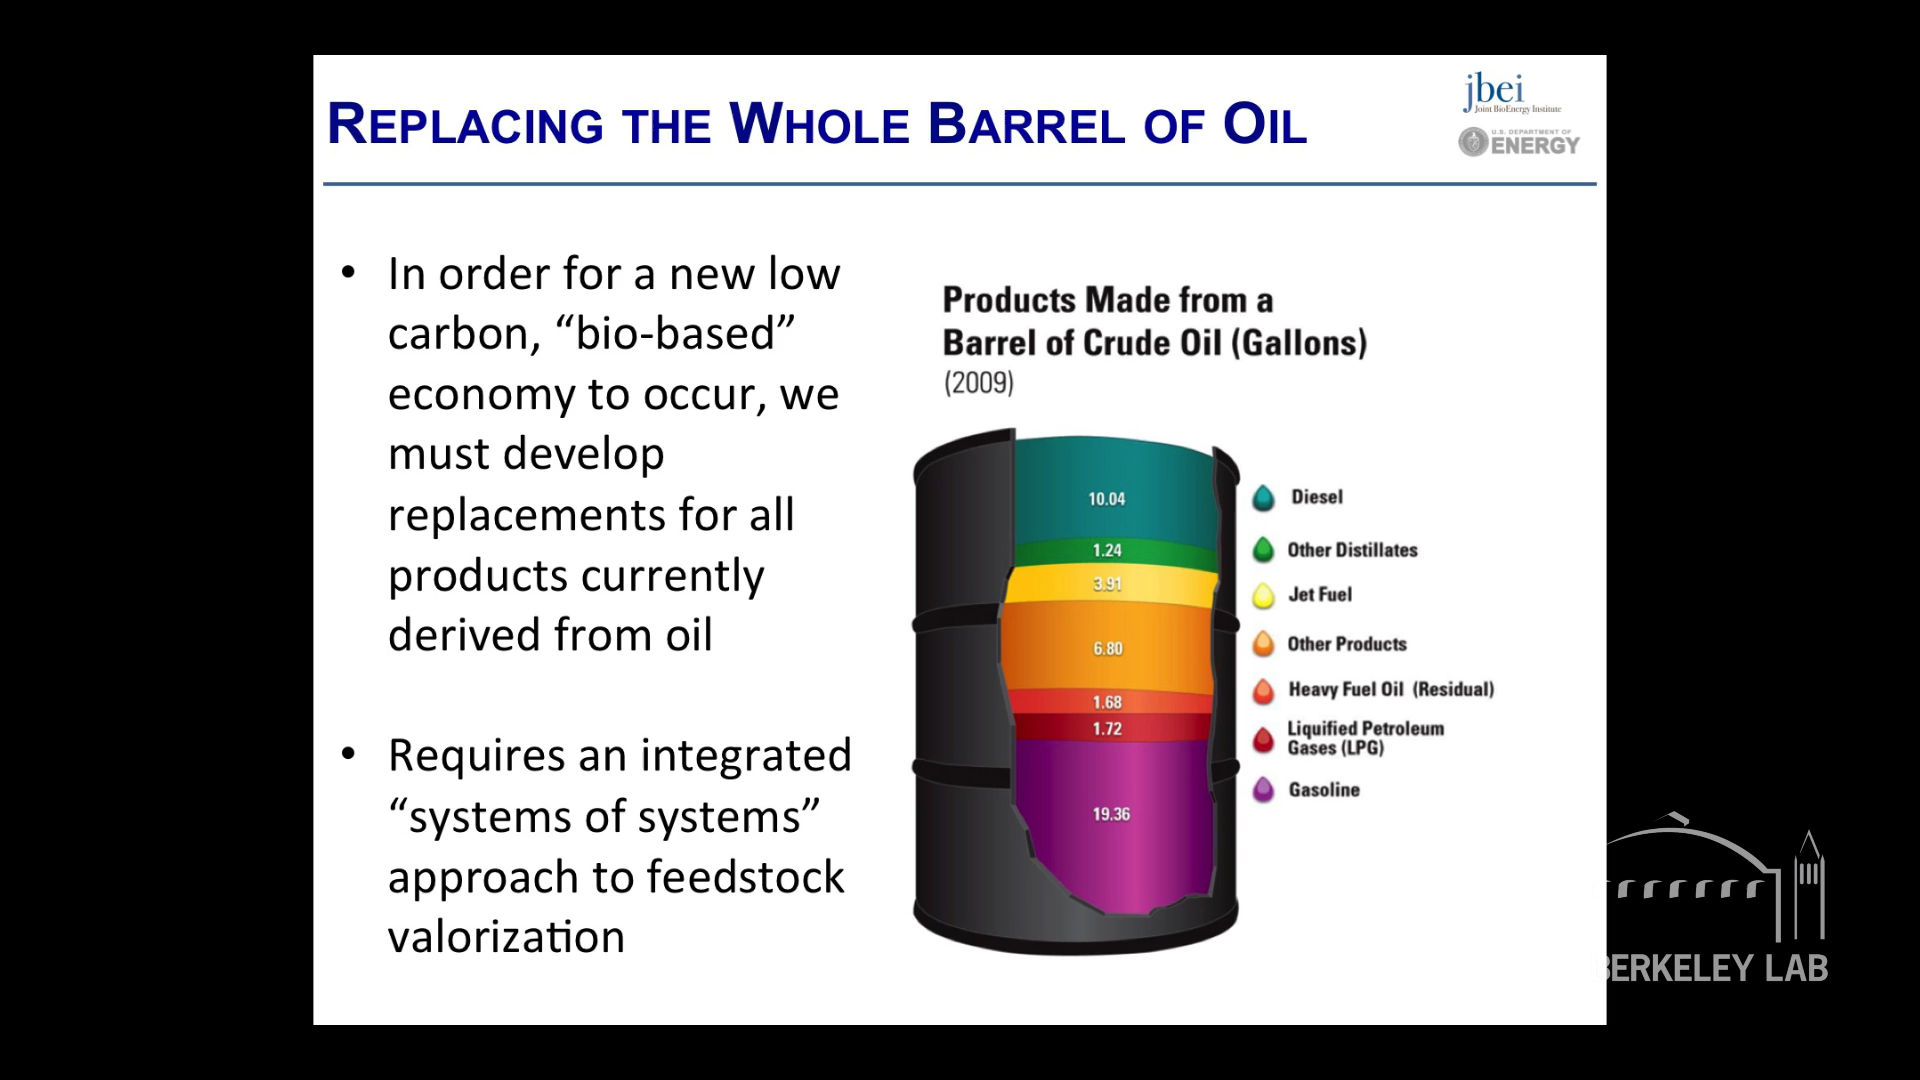 REPLACING THE WHOLE BARREL OF OIL
jbei
Joint BioEnergy Institute
U.S. DEPARTMENT OF
ENERGY
• In order for a new low
carbon, “bio-based”
economy to occur, we
must develop
replacements for all
products currently
derived from oil
• Requires an integrated
“systems of systems”
approach to feedstock
valorization
Products Made from a
Barrel of Crude Oil (Gallons)
(2009)
10.04
Diesel
1.24
Other Distillates
3.91
Jet Fuel
6.80
Other Products
1.68
Heavy Fuel Oil (Residual)
1.72
Liquified Petroleum
Gases (LPG)
19.36
Gasoline
BERKELEY LAB